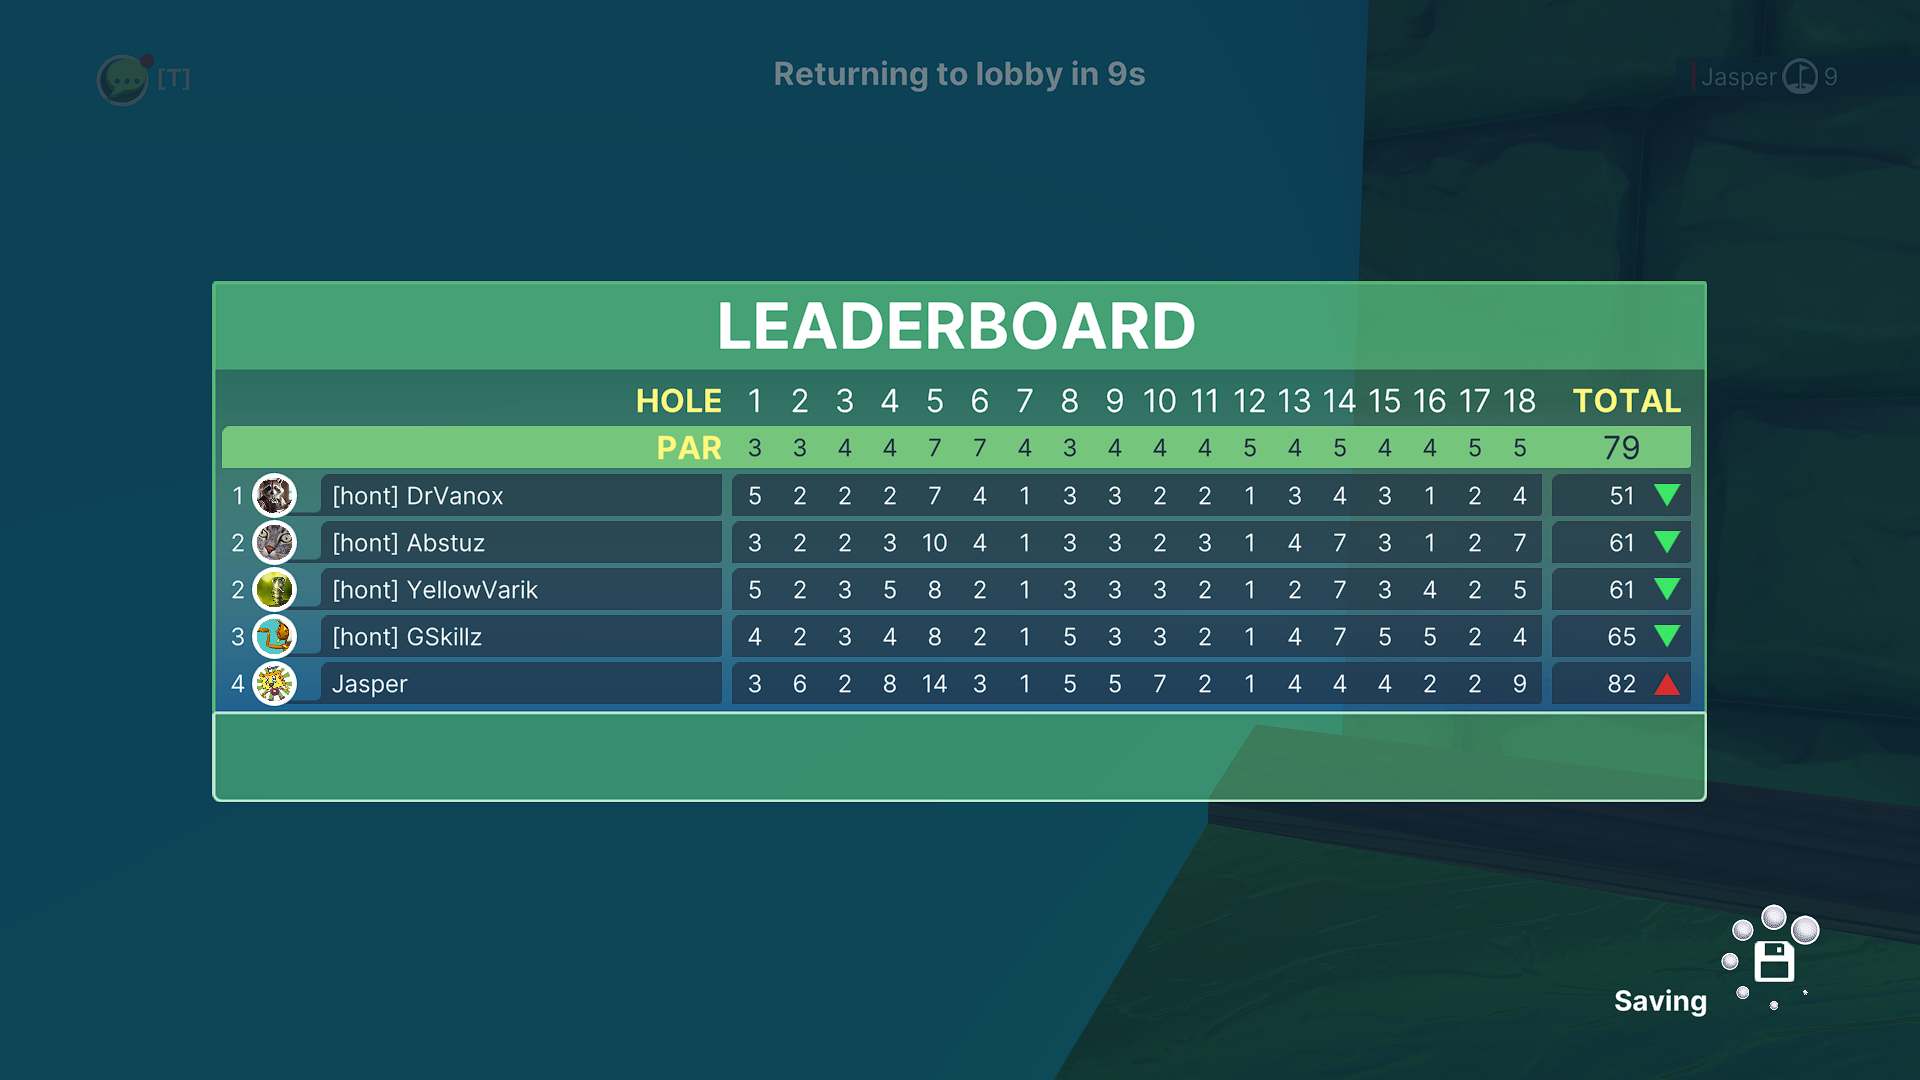 [T]
Returning to lobby in 9s
Jasper 9
LEADERBOARD
HOLE 1 2 3 4 5 6 7 8 9 10 11 12 13 14 15 16 17 18 TOTAL
PAR 3 3 4 4 7 7 4 3 4 4 4 5 4 5 4 4 5 5 79
1 [hont] DrVanox 5 2 2 2 7 4 1 3 3 2 2 1 3 4 3 1 2 4 51
2 [hont] Abstuz 3 2 2 3 10 4 1 3 3 2 3 1 4 7 3 1 2 7 61
2 [hont] YellowVarik 5 2 3 5 8 2 1 3 3 3 2 1 2 7 3 4 2 5 61
3 [hont] GSkillz 4 2 3 4 8 2 1 5 3 3 2 1 4 7 5 5 2 4 65
4 Jasper 3 6 2 8 14 3 1 5 5 7 2 1 4 4 4 2 2 9 82
Saving